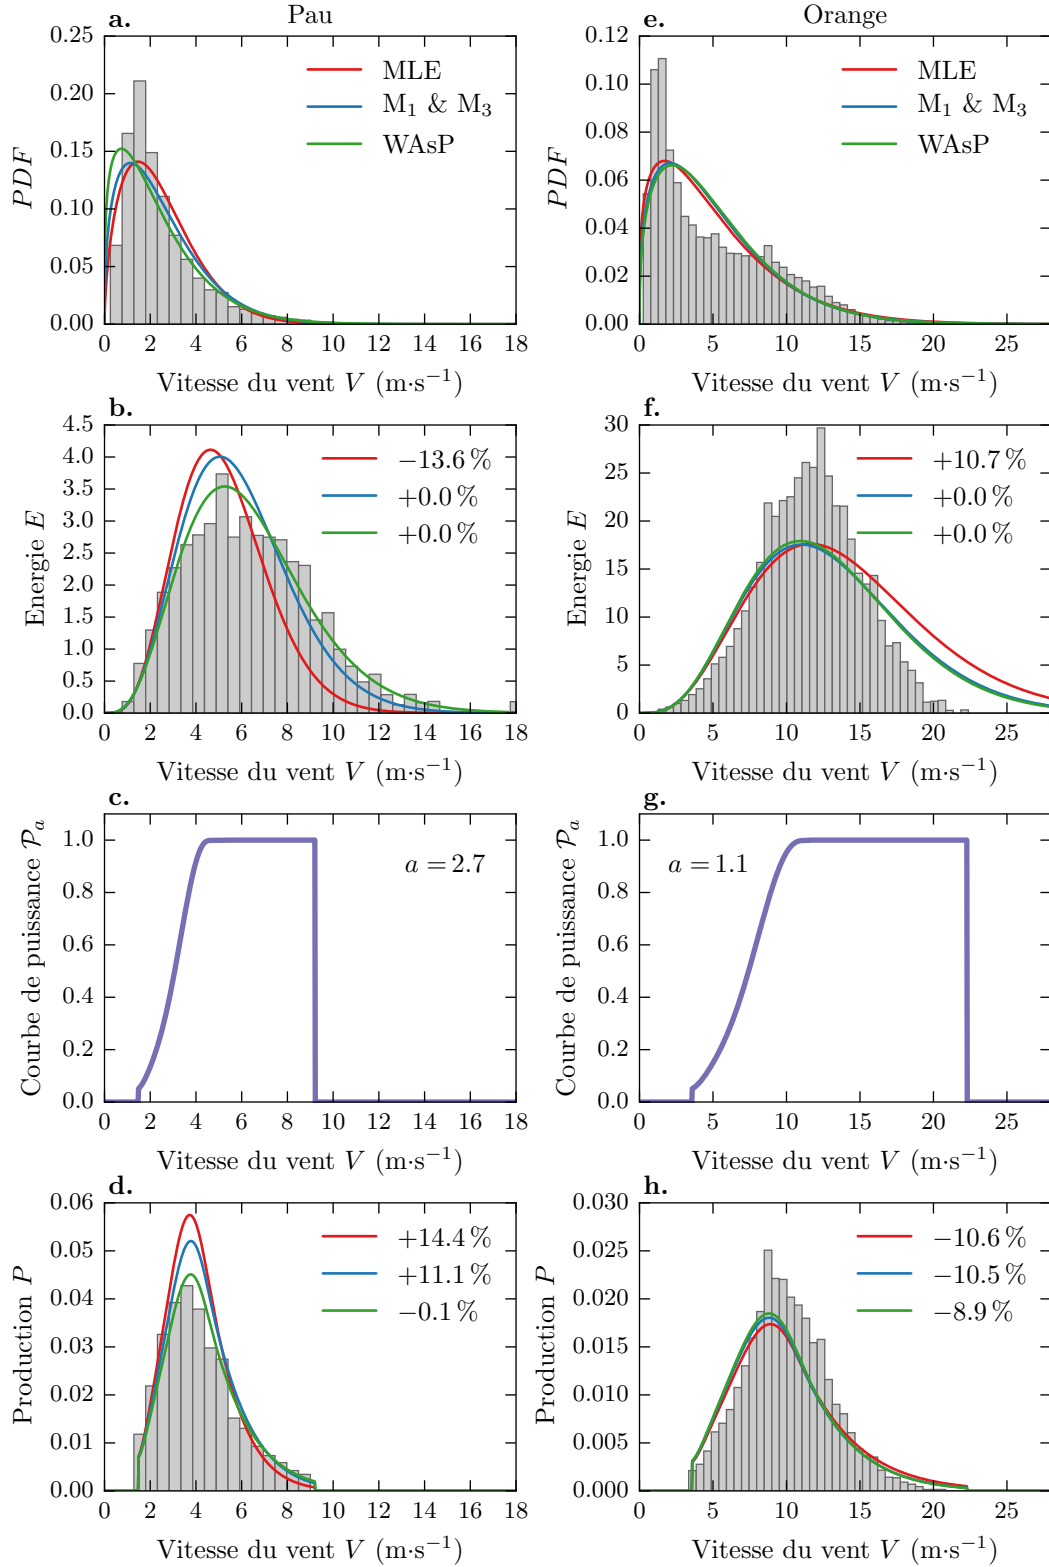 a.
Pau
0.25
0.20
0.15
0.10
0.05
0.00
PDF
MLE
M₁ & M₃
WAsP
0 2 4 6 8 10 12 14 16 18
Vitesse du vent V (m·s⁻¹)
b.
4.5
4.0
3.5
3.0
2.5
2.0
1.5
1.0
0.5
0.0
Energie E
−13.6 %
+0.0 %
+0.0 %
0 2 4 6 8 10 12 14 16 18
Vitesse du vent V (m·s⁻¹)
c.
1.0
0.8
0.6
0.4
0.2
0.0
Courbe de puissance 𝒫ₐ
a = 2.7
0 2 4 6 8 10 12 14 16 18
Vitesse du vent V (m·s⁻¹)
d.
0.06
0.05
0.04
0.03
0.02
0.01
0.00
Production P
+14.4 %
+11.1 %
−0.1 %
0 2 4 6 8 10 12 14 16 18
Vitesse du vent V (m·s⁻¹)
e.
Orange
0.12
0.10
0.08
0.06
0.04
0.02
0.00
PDF
MLE
M₁ & M₃
WAsP
0 5 10 15 20 25
Vitesse du vent V (m·s⁻¹)
f.
30
25
20
15
10
5
0
Energie E
+10.7 %
+0.0 %
+0.0 %
0 5 10 15 20 25
Vitesse du vent V (m·s⁻¹)
g.
1.0
0.8
0.6
0.4
0.2
0.0
Courbe de puissance 𝒫ₐ
a = 1.1
0 5 10 15 20 25
Vitesse du vent V (m·s⁻¹)
h.
0.030
0.025
0.020
0.015
0.010
0.005
0.000
Production P
−10.6 %
−10.5 %
−8.9 %
0 5 10 15 20 25
Vitesse du vent V (m·s⁻¹)